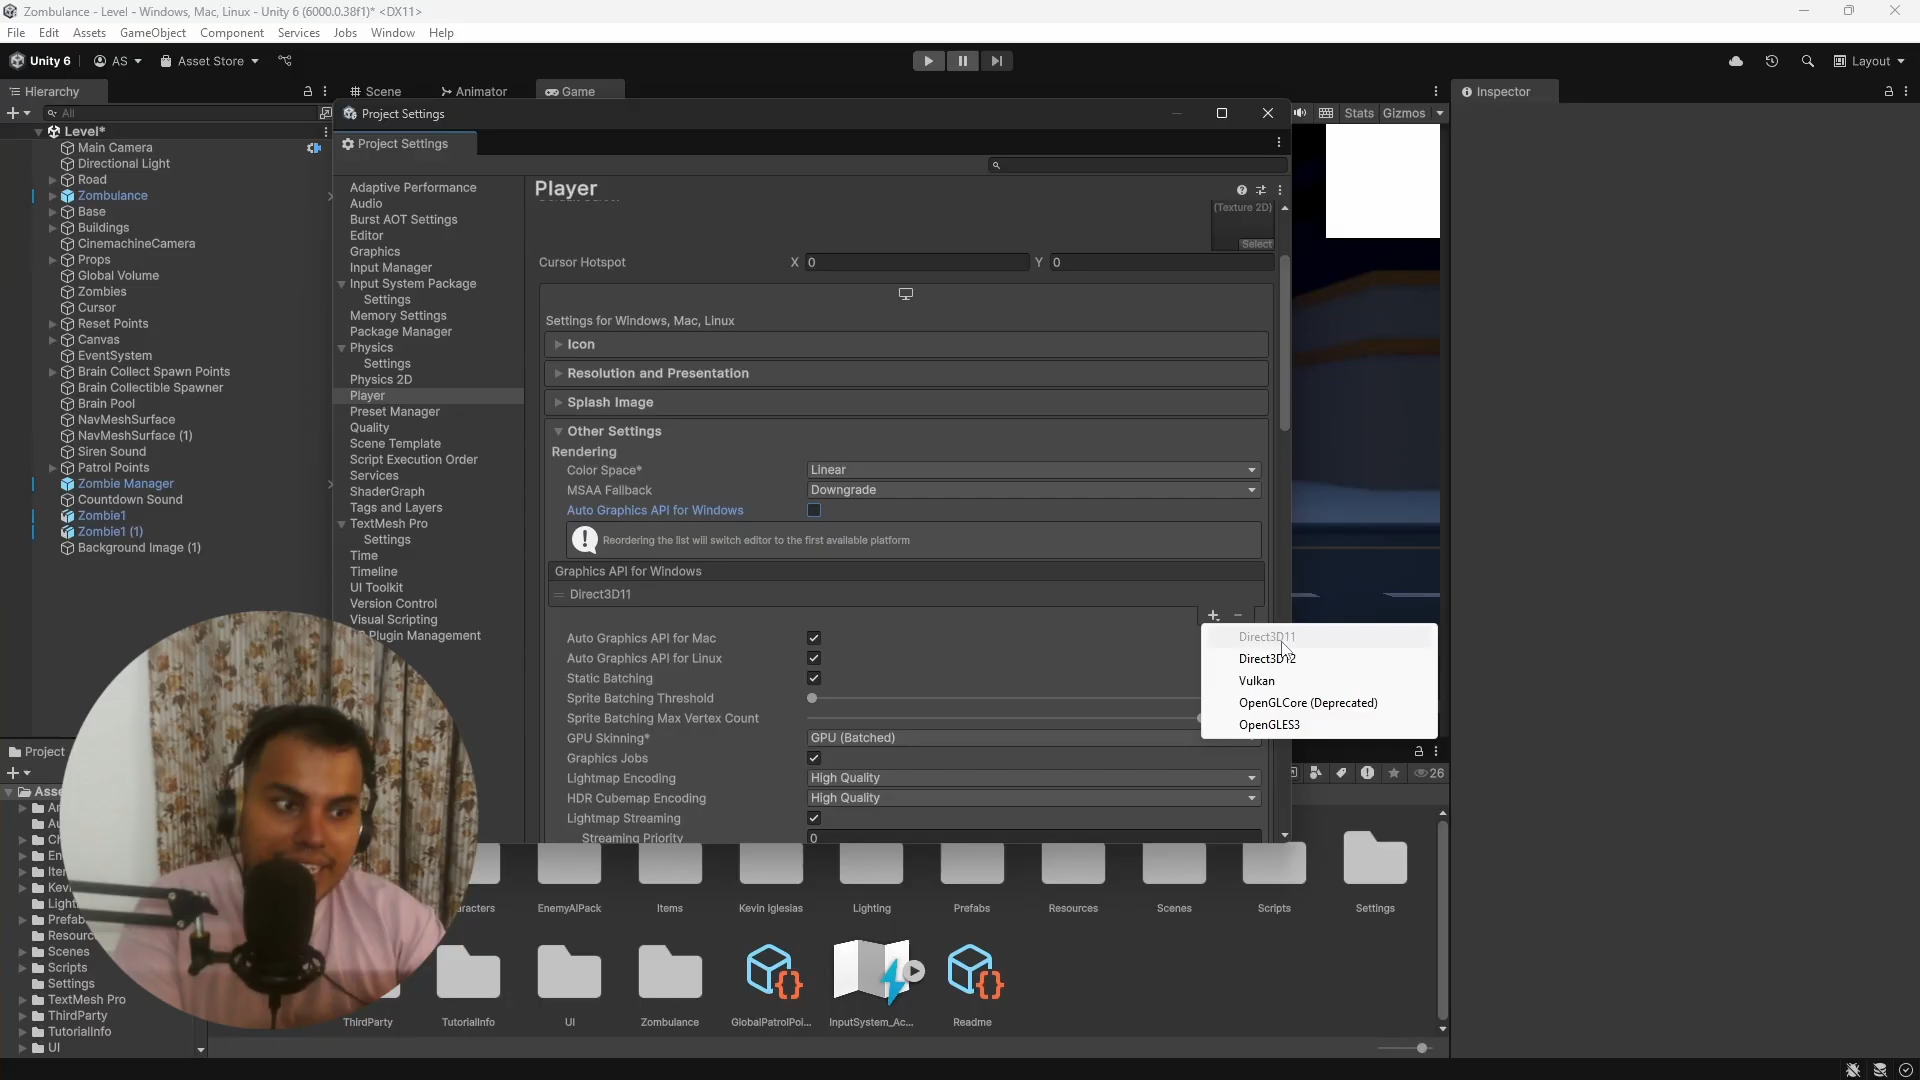 Zombulance - Level - Windows, Mac, Linux - Unity 6 (6000.0.38f1)* <DX11>
File Edit Assets GameObject Component Services Jobs Window Help
Unity 6 AS Asset Store Layout
Hierarchy Scene Animator Game Inspector
All Project Settings Stats Gizmos
Level*
Main Camera
Directional Light
Road
Zombulance
Base
Buildings
CinemachineCamera
Props
Global Volume
Zombies
Cursor
Reset Points
Canvas
EventSystem
Brain Collect Spawn Points
Brain Collectible Spawner
Brain Pool
NavMeshSurface
NavMeshSurface (1)
Siren Sound
Patrol Points
Zombie Manager
Countdown Sound
Zombie1
Zombie1 (1)
Background Image (1)
Project Settings
Adaptive Performance
Audio
Burst AOT Settings
Editor
Graphics
Input Manager
Input System Package
Settings
Memory Settings
Package Manager
Physics
Settings
Physics 2D
Player
Preset Manager
Quality
Scene Template
Script Execution Order
Services
ShaderGraph
Tags and Layers
TextMesh Pro
Settings
Time
Timeline
UI Toolkit
Version Control
Visual Scripting
Plugin Management
Player
(Texture 2D)
Select
Cursor Hotspot X 0 Y 0
Settings for Windows, Mac, Linux
Icon
Resolution and Presentation
Splash Image
Other Settings
Rendering
Color Space* Linear
MSAA Fallback Downgrade
Auto Graphics API for Windows
Reordering the list will switch editor to the first available platform
Graphics API for Windows
Direct3D11
Auto Graphics API for Mac
Auto Graphics API for Linux
Static Batching
Sprite Batching Threshold
Sprite Batching Max Vertex Count
GPU Skinning* GPU (Batched)
Graphics Jobs
Lightmap Encoding High Quality
HDR Cubemap Encoding High Quality
Lightmap Streaming
Streaming Priority 0
Direct3D11
Direct3D12
Vulkan
OpenGLCore (Deprecated)
OpenGLES3
Project
26
Prefab
Scenes
Scripts
Settings
TextMesh Pro
ThirdParty
TutorialInfo
UI
EnemyAIPack Items Kevin Iglesias Lighting Prefabs Resources Scenes Scripts Settings
ThirdParty TutorialInfo UI Zombulance GlobalPatrolPoi... InputSystem_Ac... Readme